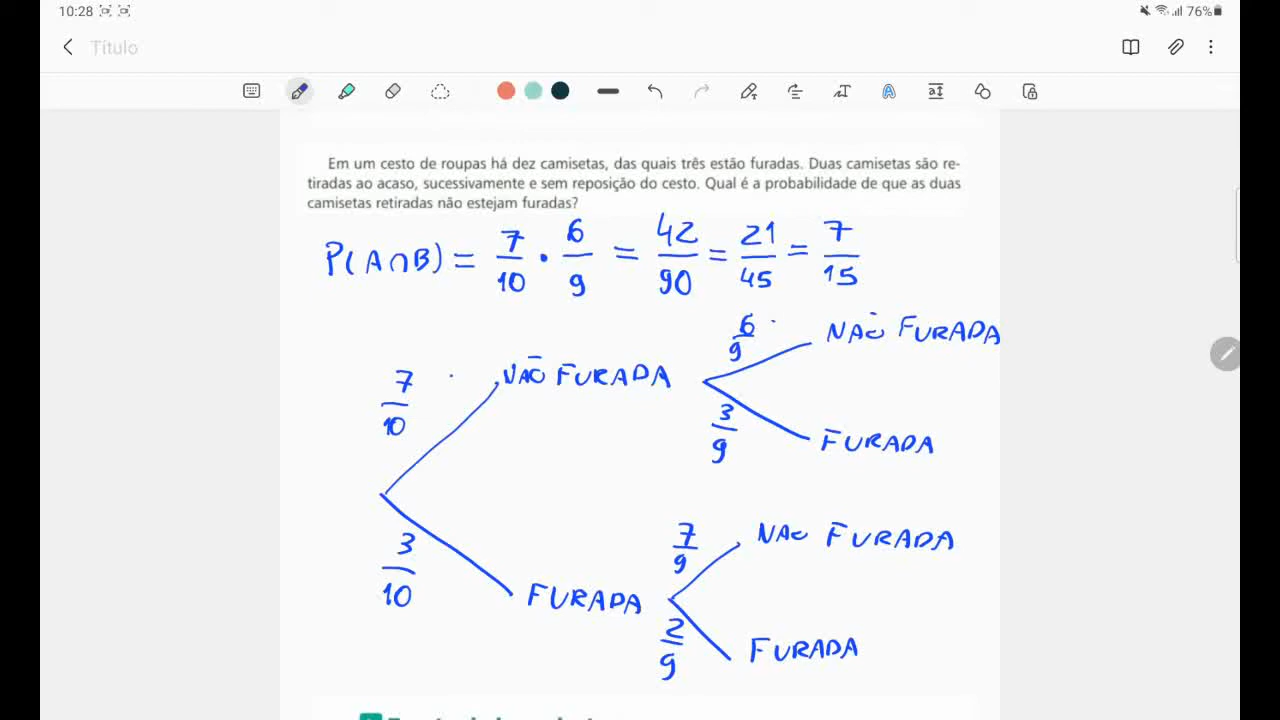 10:28
76%
Título
Em um cesto de roupas há dez camisetas, das quais três estão furadas. Duas camisetas são re-
tiradas ao acaso, sucessivamente e sem reposição do cesto. Qual é a probabilidade de que as duas
camisetas retiradas não estejam furadas?
P(A∩B) = 7/10 · 6/9 = 42/90 = 21/45 = 7/15
6/9 NÃO FURADA
7/10 NÃO FURADA
3/9 FURADA
7/9 NAO FURADA
3/10 FURADA
2/9 FURADA